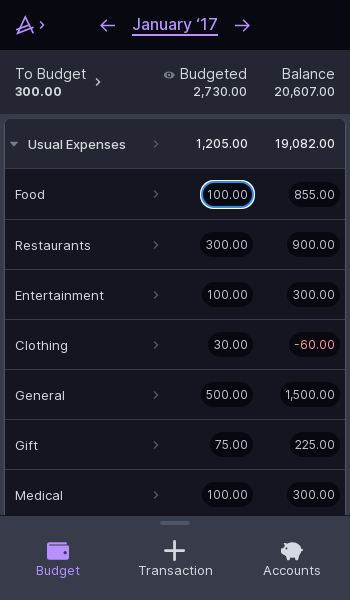 January ‘17
To Budget Budgeted Balance
300.00 2,730.00 20,607.00
Usual Expenses 1,205.00 19,082.00
Food 100.00 855.00
Restaurants 300.00 900.00
Entertainment 100.00 300.00
Clothing 30.00 -60.00
General 500.00 1,500.00
Gift 75.00 225.00
Medical 100.00 300.00
Budget Transaction Accounts